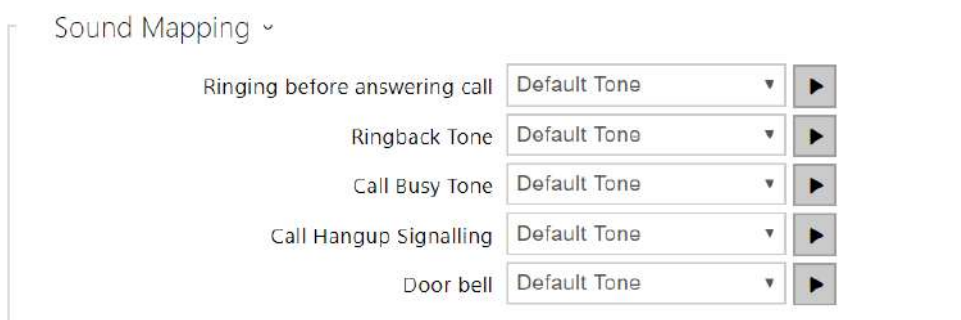 Sound Mapping
Ringing before answering call Default Tone
Ringback Tone Default Tone
Call Busy Tone Default Tone
Call Hangup Signalling Default Tone
Door bell Default Tone